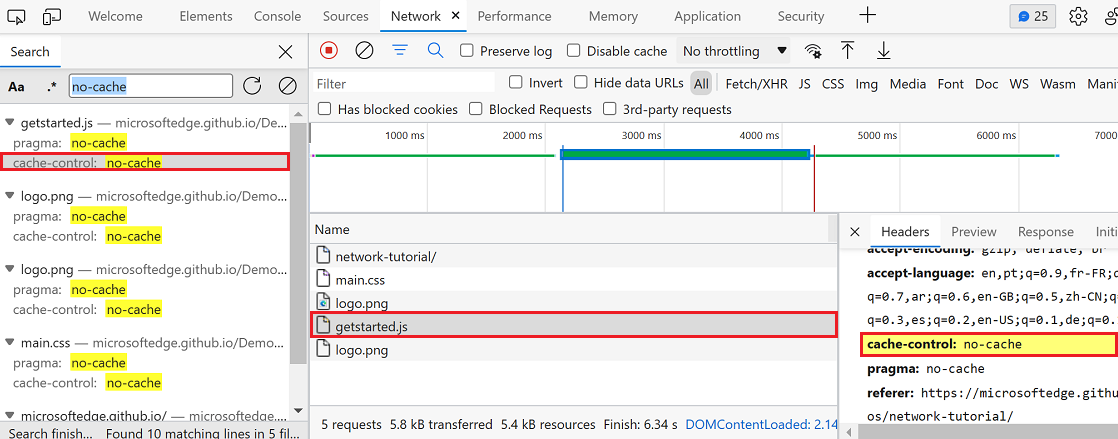 Welcome Elements Console Sources Network Performance Memory Application Security 25
Search
Aa .* no-cache
getstarted.js — microsoftedge.github.io/De...
pragma: no-cache
cache-control: no-cache
logo.png — microsoftedge.github.io/Demo...
pragma: no-cache
cache-control: no-cache
logo.png — microsoftedge.github.io/Demo...
pragma: no-cache
cache-control: no-cache
main.css — microsoftedge.github.io/Demo...
pragma: no-cache
cache-control: no-cache
microsoftedge.github.io/ — microsoftedge....
Search finish... Found 10 matching lines in 5 fil...
Preserve log Disable cache No throttling
Filter Invert Hide data URLs All Fetch/XHR JS CSS Img Media Font Doc WS Wasm Mani
Has blocked cookies Blocked Requests 3rd-party requests
1000 ms 2000 ms 3000 ms 4000 ms 5000 ms 6000 ms 7000
Name
network-tutorial/
main.css
logo.png
getstarted.js
logo.png
5 requests 5.8 kB transferred 5.4 kB resources Finish: 6.34 s DOMContentLoaded: 2.14
Headers Preview Response Initi
accept-encoding: gzip, deflate, br
accept-language: en,pt;q=0.9,fr-FR;q
q=0.7,ar;q=0.6,en-GB;q=0.5,zh-CN;q=
q=0.3,es;q=0.2,en-US;q=0.1,de;q=0.
cache-control: no-cache
pragma: no-cache
referer: https://microsoftedge.githu
os/network-tutorial/